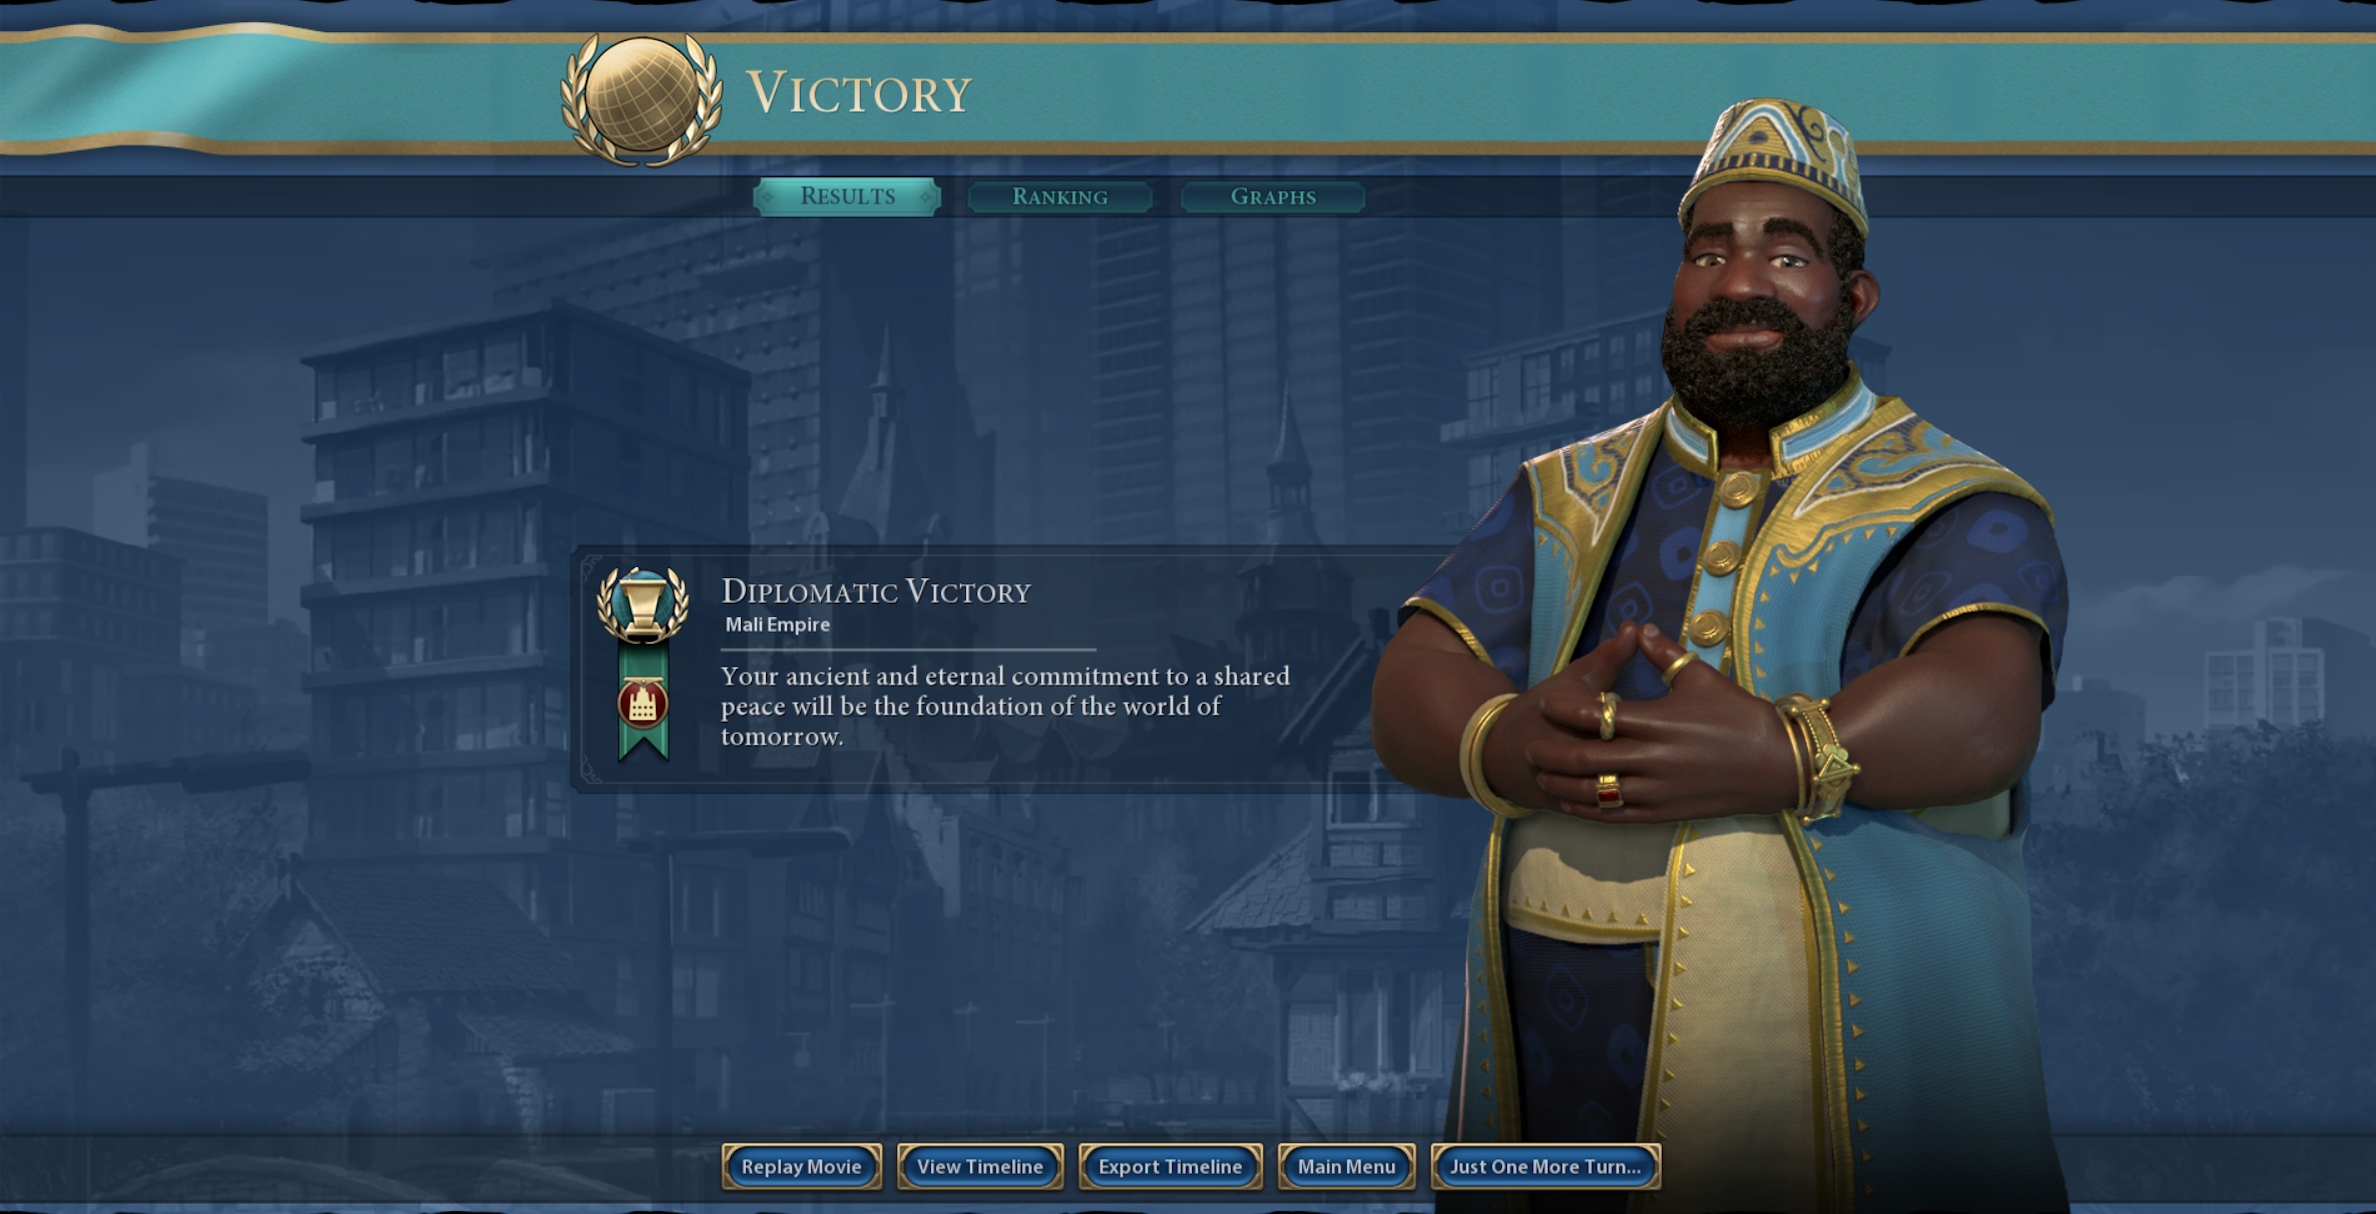 VICTORY
RESULTS
RANKING
GRAPHS
DIPLOMATIC VICTORY
Mali Empire
Your ancient and eternal commitment to a shared
peace will be the foundation of the world of
tomorrow.
Replay Movie
View Timeline
Export Timeline
Main Menu
Just One More Turn...